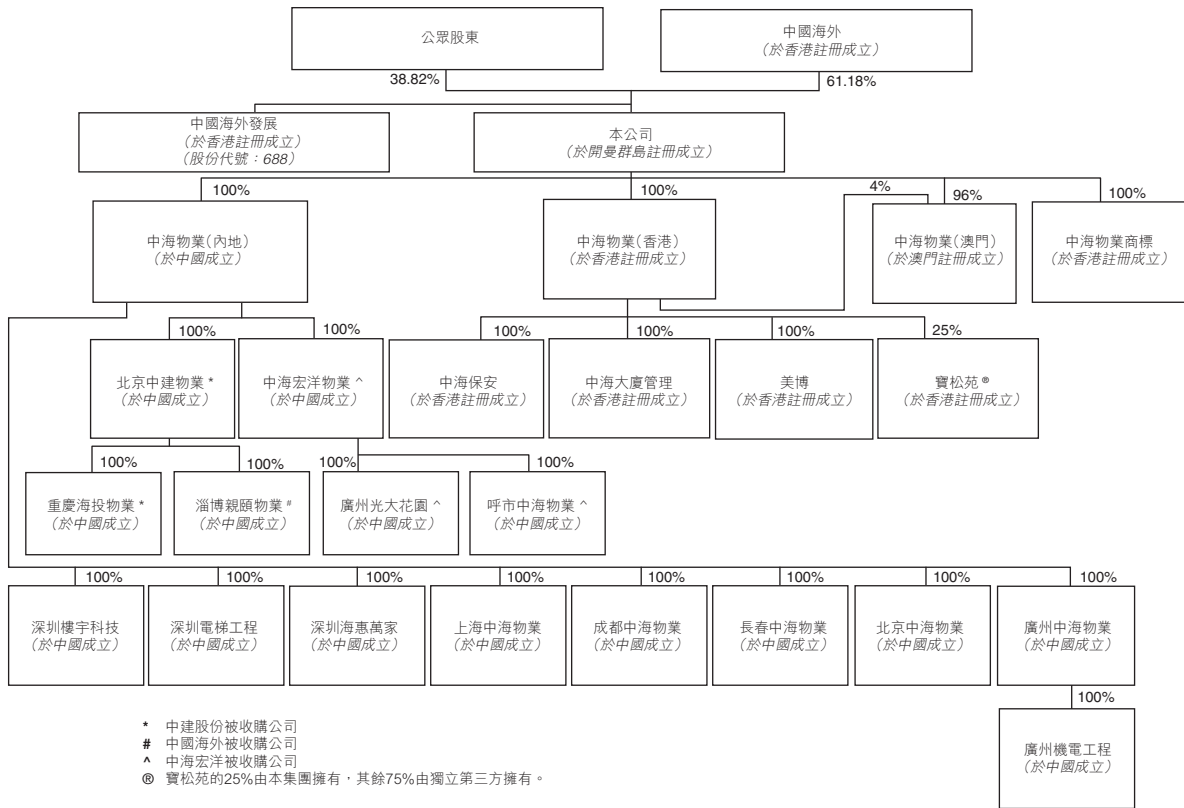 公眾股東
中國海外
（於香港註冊成立）
38.82%
61.18%
中國海外發展
（於香港註冊成立）
（股份代號：688）
本公司
（於開曼群島註冊成立）
100%
100%
4%
96%
100%
中海物業（內地）
（於中國成立）
中海物業（香港）
（於香港註冊成立）
中海物業（澳門）
（於澳門註冊成立）
中海物業商標
（於香港註冊成立）
100%
100%
100%
100%
100%
25%
北京中建物業 *
（於中國成立）
中海宏洋物業 ^
（於中國成立）
中海保安
（於香港註冊成立）
中海大廈管理
（於香港註冊成立）
美博
（於香港註冊成立）
寶松苑 ®
（於香港註冊成立）
100%
100%
100%
100%
重慶海投物業 *
（於中國成立）
淄博親頤物業 #
（於中國成立）
廣州光大花園 ^
（於中國成立）
呼市中海物業 ^
（於中國成立）
100%
100%
100%
100%
100%
100%
100%
100%
深圳樓宇科技
（於中國成立）
深圳電梯工程
（於中國成立）
深圳海惠萬家
（於中國成立）
上海中海物業
（於中國成立）
成都中海物業
（於中國成立）
長春中海物業
（於中國成立）
北京中海物業
（於中國成立）
廣州中海物業
（於中國成立）
100%
廣州機電工程
（於中國成立）
* 中建股份被收購公司
# 中國海外被收購公司
^ 中海宏洋被收購公司
® 寶松苑的25%由本集團擁有，其餘75%由獨立第三方擁有。